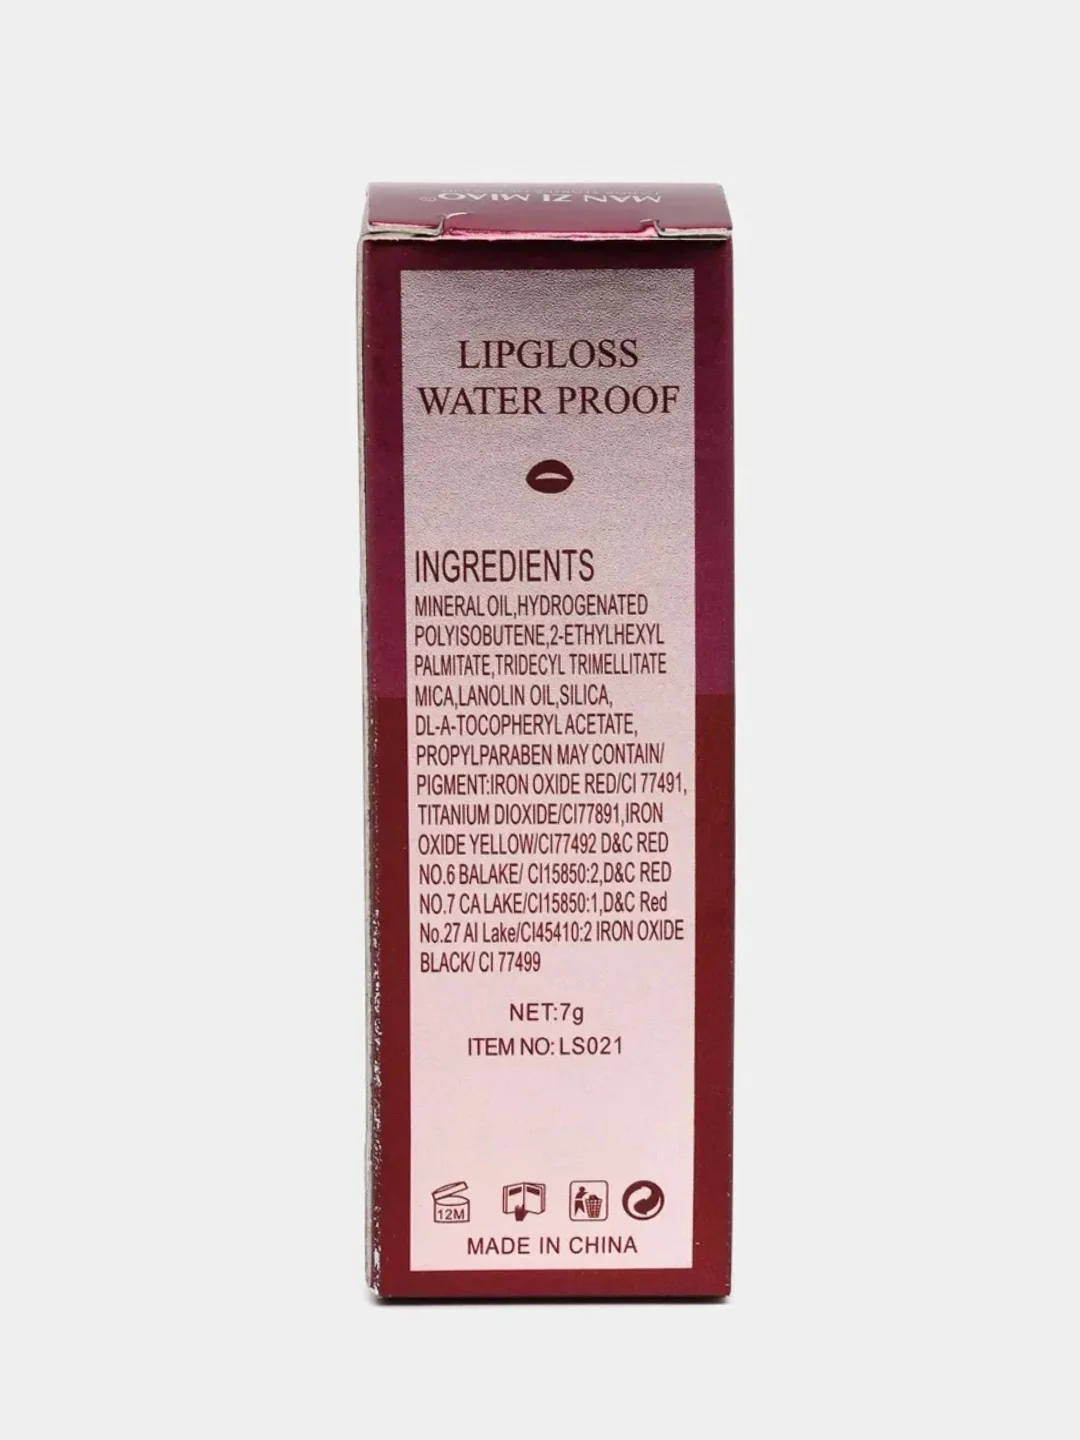 MAN ZI MIAO
LIPGLOSS
WATER PROOF
INGREDIENTS
MINERAL OIL,HYDROGENATED
POLYISOBUTENE,2-ETHYLHEXYL
PALMITATE,TRIDECYL TRIMELLITATE
MICA,LANOLIN OIL,SILICA,
DL-A-TOCOPHERYL ACETATE,
PROPYLPARABEN MAY CONTAIN/
PIGMENT:IRON OXIDE RED/CI 77491,
TITANIUM DIOXIDE/CI77891,IRON
OXIDE YELLOW/CI77492 D&C RED
NO.6 BALAKE/ CI15850:2,D&C RED
NO.7 CA LAKE/CI15850:1,D&C Red
No.27 Al Lake/CI45410:2 IRON OXIDE
BLACK/ CI 77499
NET:7g
ITEM NO: LS021
12M
MADE IN CHINA